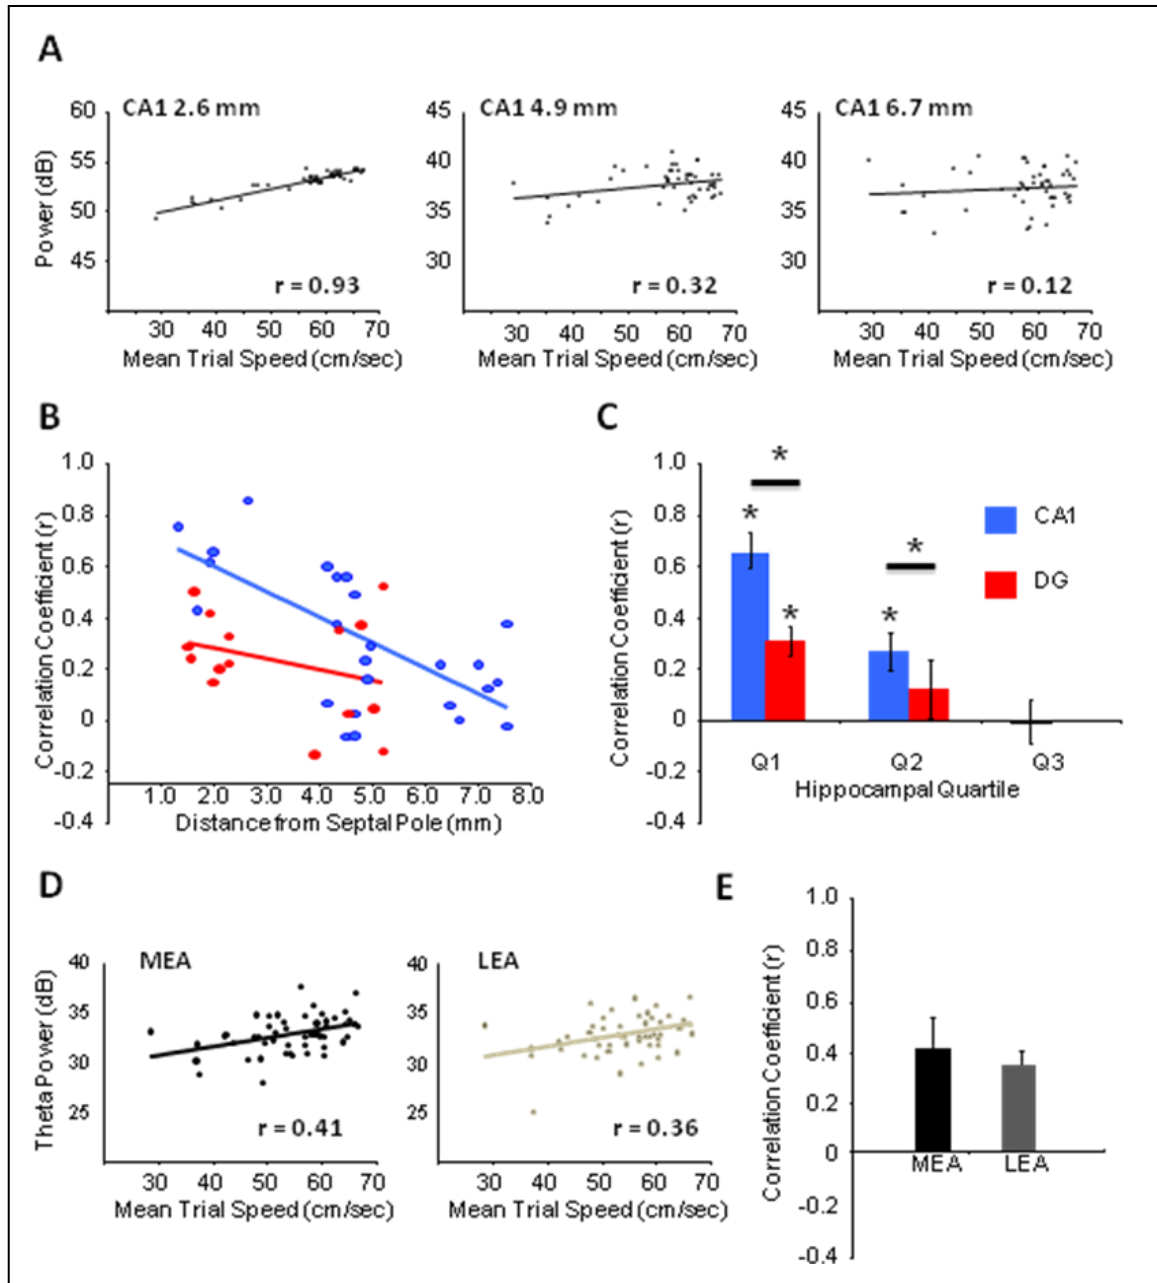 A
CA1 2.6 mm
CA1 4.9 mm
CA1 6.7 mm
Power (dB)
60
55
50
45
45
40
35
30
45
40
35
30
r = 0.93
r = 0.32
r = 0.12
30 40 50 60 70
30 40 50 60 70
30 40 50 60 70
Mean Trial Speed (cm/sec)
Mean Trial Speed (cm/sec)
Mean Trial Speed (cm/sec)
B
Correlation Coefficient (r)
1.0
0.8
0.6
0.4
0.2
0
-0.2
-0.4
1.0 2.0 3.0 4.0 5.0 6.0 7.0 8.0
Distance from Septal Pole (mm)
C
Correlation Coefficient (r)
1.0
0.8
0.6
0.4
0.2
0
-0.2
-0.4
*
*
*
*
*
CA1
DG
Q1 Q2 Q3
Hippocampal Quartile
D
Theta Power (dB)
MEA
40
35
30
25
r = 0.41
30 40 50 60 70
Mean Trial Speed (cm/sec)
LEA
40
35
30
25
r = 0.36
30 40 50 60 70
Mean Trial Speed (cm/sec)
E
Correlation Coefficient (r)
1.0
0.8
0.6
0.4
0.2
0
-0.2
-0.4
MEA LEA